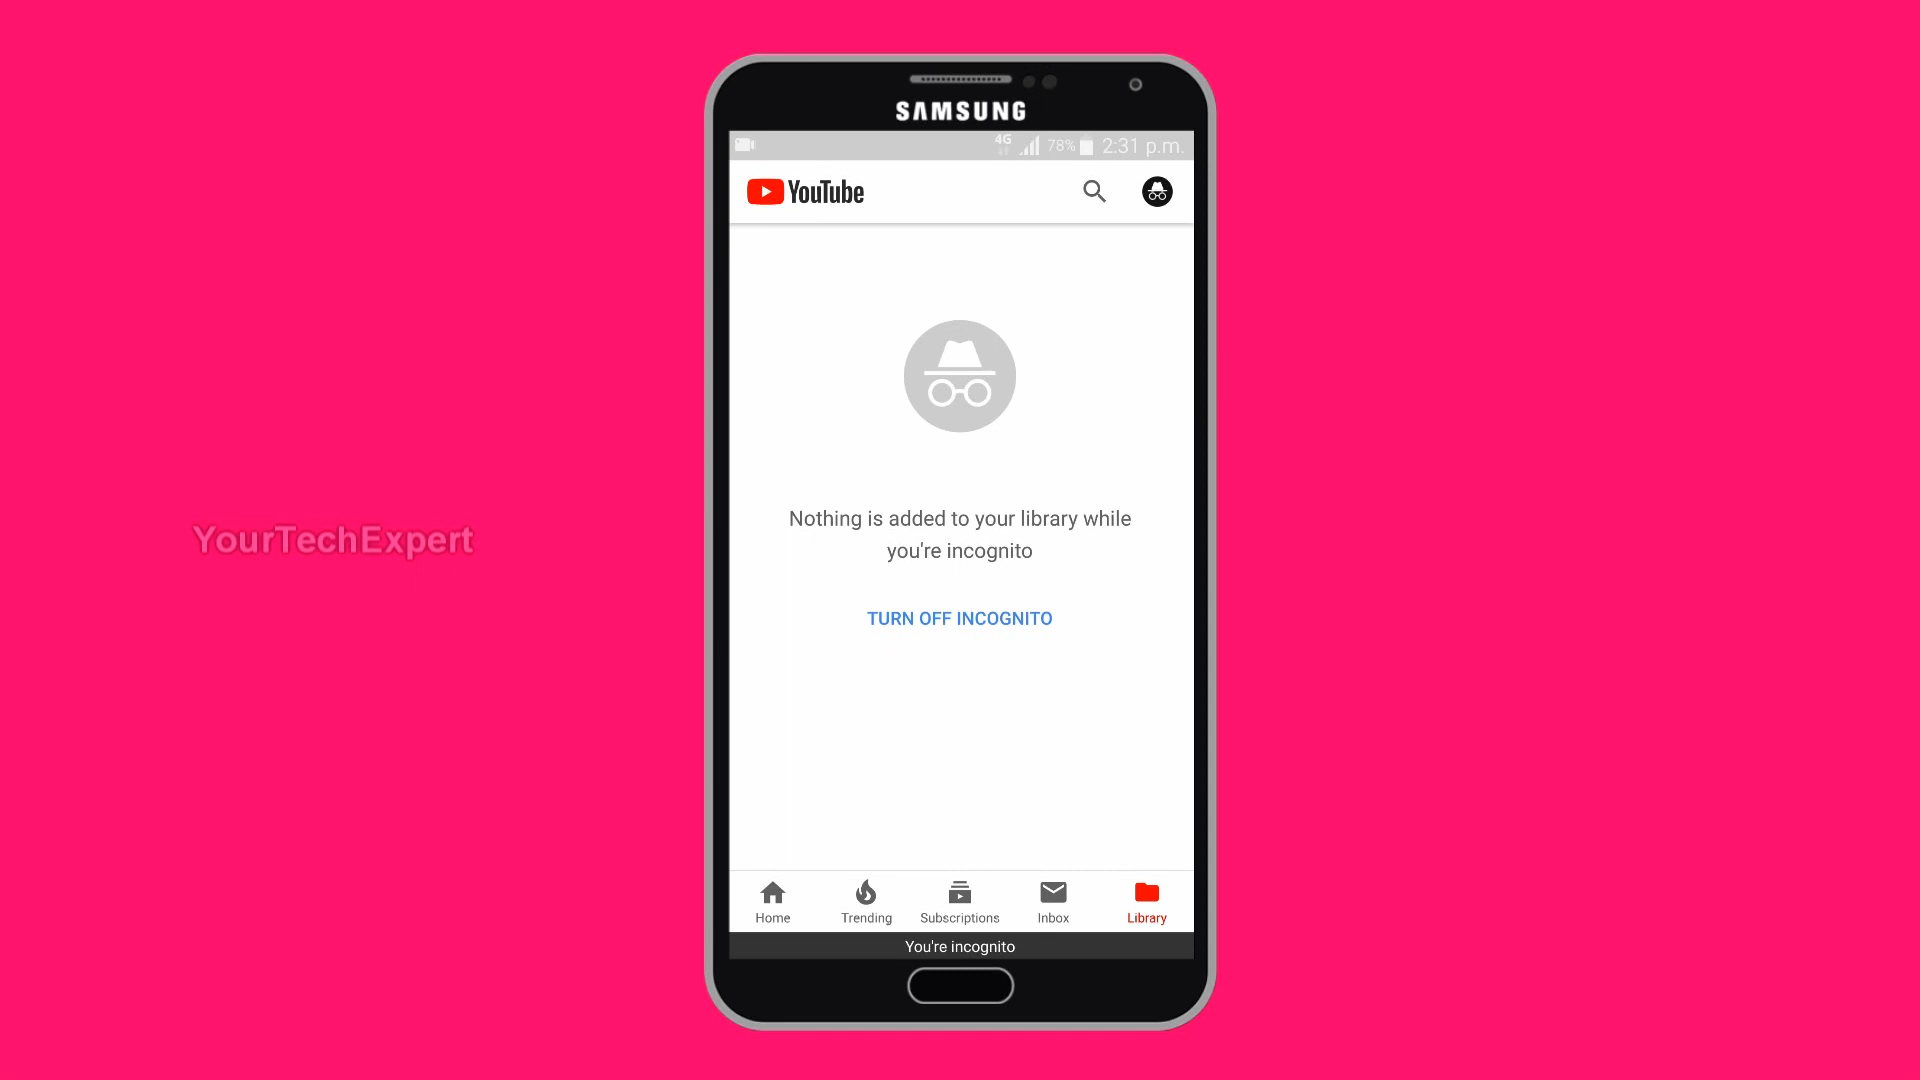 SAMSUNG
4G 78% 2:31 p.m.
YouTube
Nothing is added to your library while
you're incognito
TURN OFF INCOGNITO
YourTechExpert
Home Trending Subscriptions Inbox Library
You're incognito